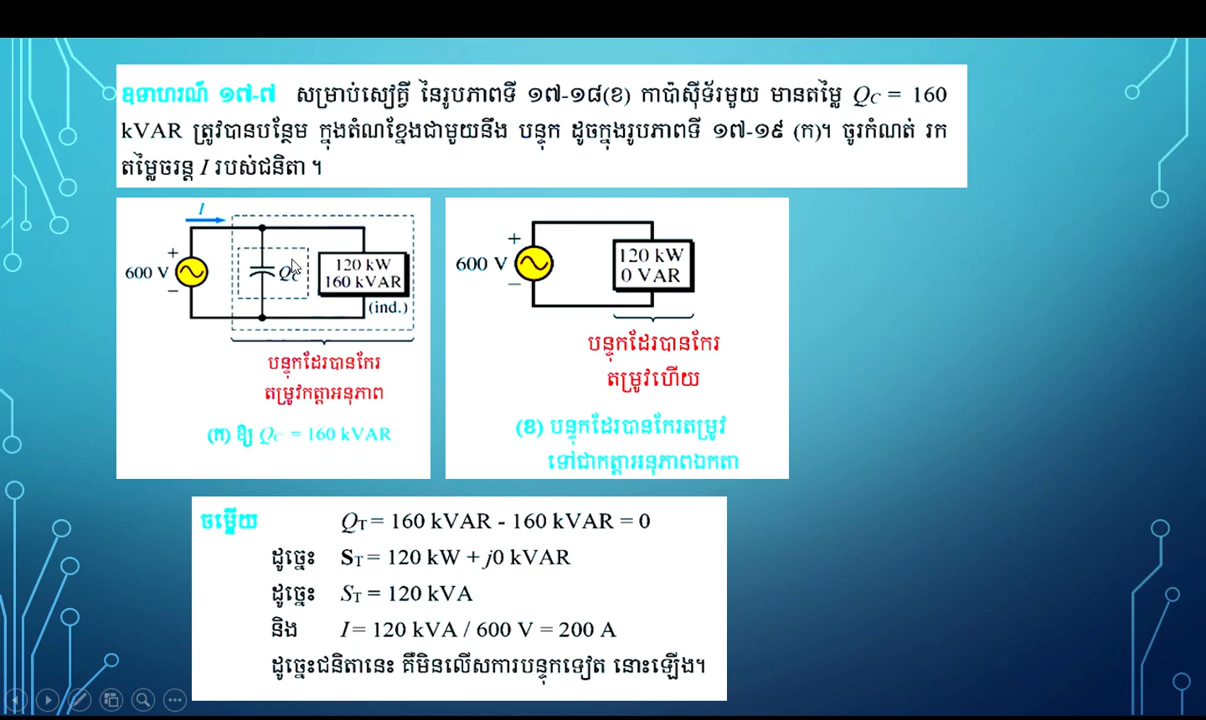 ឧទាហរណ៍ ១៧-៧ សម្រាប់សៀគ្វី នៃរូបភាពទី ១៧-១៨(ខ) កាប៉ាស៊ីទ័រមួយ មានតម្លៃ QC = 160
kVAR ត្រូវបានបន្ថែម ក្នុងតំណខ្នែងជាមួយនឹង បន្ទុក ដូចក្នុងរូបភាពទី ១៧-១៩ (ក)។ ចូរកំណត់ រក
តម្លៃចរន្ត I របស់ជនិតា ។
I
+
600 V
−
QC
120 kW
160 kVAR
(ind.)
បន្ទុកដែរបានកែរ
តម្រូវកត្តាអនុភាព
(ក) ឱ្យ QC = 160 kVAR
+
600 V
−
120 kW
0 VAR
បន្ទុកដែរបានកែរ
តម្រូវហើយ
(ខ) បន្ទុកដែរបានកែរតម្រូវ
ទៅជាកត្តាអនុភាពឯកតា
ចម្លើយ QT = 160 kVAR - 160 kVAR = 0
ដូច្នេះ ST = 120 kW + j0 kVAR
ដូច្នេះ ST = 120 kVA
និង I = 120 kVA / 600 V = 200 A
ដូច្នេះជនិតានេះ គឺមិនលើសការបន្ទុកទៀត នោះឡើង។